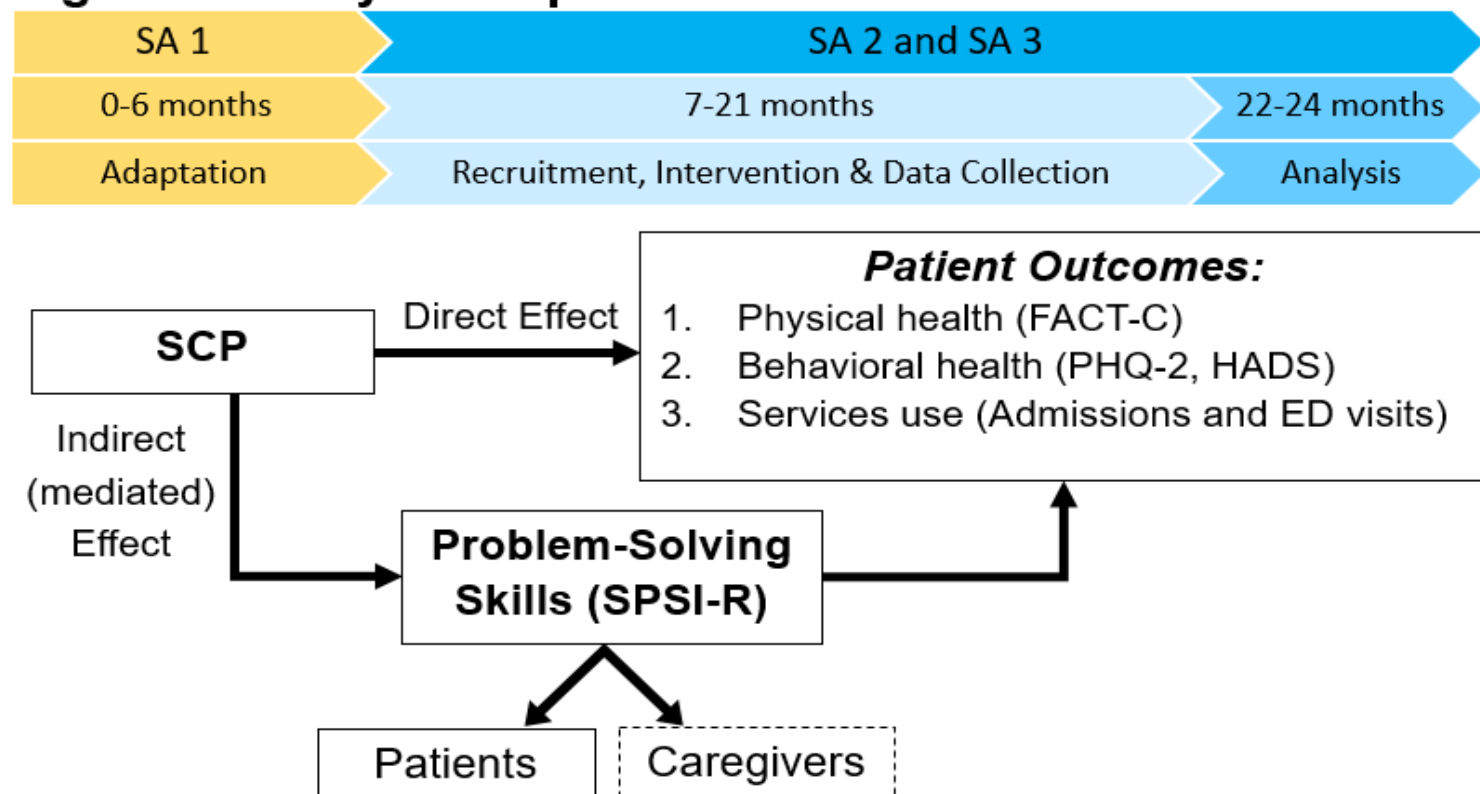 SA 1
SA 2 and SA 3
0-6 months
7-21 months
22-24 months
Adaptation
Recruitment, Intervention & Data Collection
Analysis
Patient Outcomes:
1. Physical health (FACT-C)
2. Behavioral health (PHQ-2, HADS)
3. Services use (Admissions and ED visits)
SCP
Direct Effect
Indirect
(mediated)
Effect
Problem-Solving
Skills (SPSI-R)
Patients
Caregivers